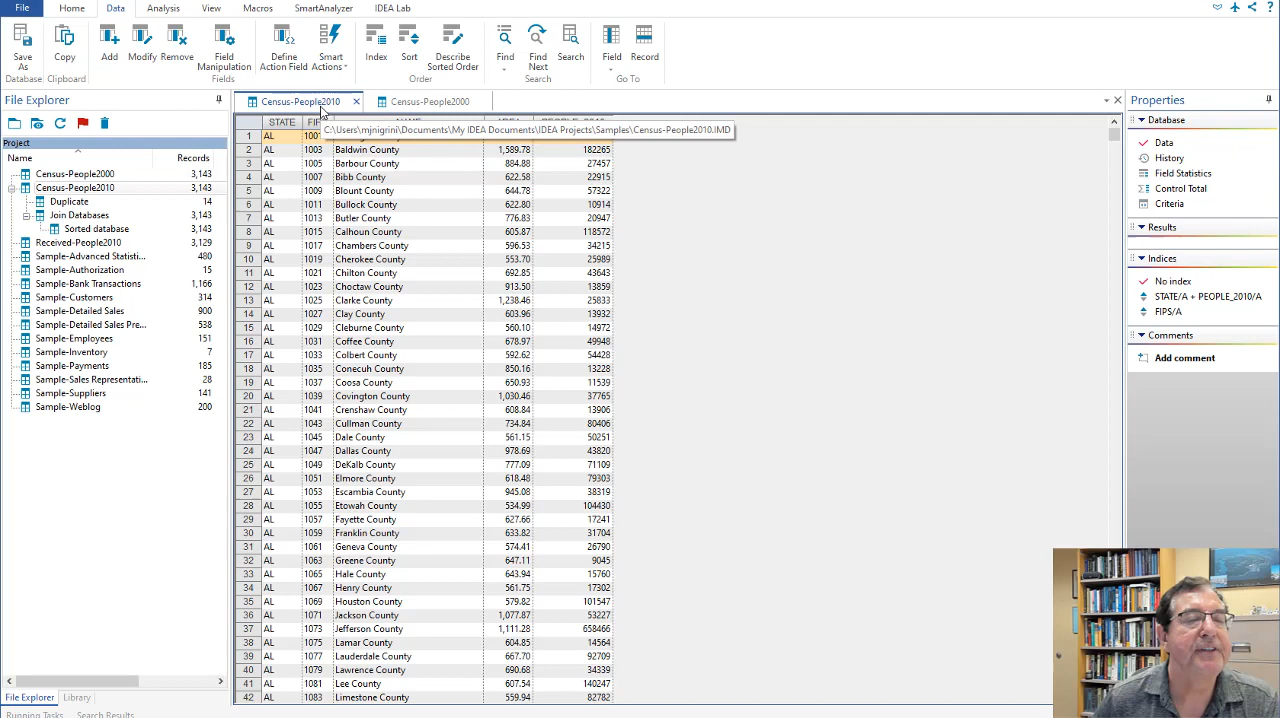 File Home Data Analysis View Macros SmartAnalyzer IDEA Lab
Save As Copy Add Modify Remove Field Manipulation Define Action Field Smart Actions Index Sort Describe Sorted Order Find Find Next Search Field Record
Database Clipboard Fields Order Search Go To
File Explorer
Project
Name Records
Census-People2000 3,143
Census-People2010 3,143
Duplicate 14
Join Databases 3,143
Sorted database 3,143
Received-People2010 3,129
Sample-Advanced Statisti... 480
Sample-Authorization 15
Sample-Bank Transactions 1,166
Sample-Customers 314
Sample-Detailed Sales 900
Sample-Detailed Sales Pre... 538
Sample-Employees 151
Sample-Inventory 7
Sample-Payments 185
Sample-Sales Representati... 28
Sample-Suppliers 141
Sample-Weblog 200
File Explorer Library
Running Tasks Search Results
Census-People2010 Census-People2000
C:\Users\mjnigrini\Documents\My IDEA Documents\IDEA Projects\Samples\Census-People2010.IMD
STATE
1 AL
2 AL 1003 Baldwin County 1,589.78 182265
3 AL 1005 Barbour County 884.88 27457
4 AL 1007 Bibb County 622.58 22915
5 AL 1009 Blount County 644.78 57322
6 AL 1011 Bullock County 622.80 10914
7 AL 1013 Butler County 776.83 20947
8 AL 1015 Calhoun County 605.87 118572
9 AL 1017 Chambers County 596.53 34215
10 AL 1019 Cherokee County 553.70 25989
11 AL 1021 Chilton County 692.85 43643
12 AL 1023 Choctaw County 913.50 13859
13 AL 1025 Clarke County 1,238.46 25833
14 AL 1027 Clay County 603.96 13932
15 AL 1029 Cleburne County 560.10 14972
16 AL 1031 Coffee County 678.97 49948
17 AL 1033 Colbert County 592.62 54428
18 AL 1035 Conecuh County 850.16 13228
19 AL 1037 Coosa County 650.93 11539
20 AL 1039 Covington County 1,030.46 37765
21 AL 1041 Crenshaw County 608.84 13906
22 AL 1043 Cullman County 734.84 80406
23 AL 1045 Dale County 561.15 50251
24 AL 1047 Dallas County 978.69 43820
25 AL 1049 DeKalb County 777.09 71109
26 AL 1051 Elmore County 618.48 79303
27 AL 1053 Escambia County 945.08 38319
28 AL 1055 Etowah County 534.99 104430
29 AL 1057 Fayette County 627.66 17241
30 AL 1059 Franklin County 633.82 31704
31 AL 1061 Geneva County 574.41 26790
32 AL 1063 Greene County 647.11 9045
33 AL 1065 Hale County 643.94 15760
34 AL 1067 Henry County 561.75 17302
35 AL 1069 Houston County 579.82 101547
36 AL 1071 Jackson County 1,077.87 53227
37 AL 1073 Jefferson County 1,111.28 658466
38 AL 1075 Lamar County 604.85 14564
39 AL 1077 Lauderdale County 667.70 92709
40 AL 1079 Lawrence County 690.68 34339
41 AL 1081 Lee County 607.54 140247
42 AL 1083 Limestone County 559.94 82782
Properties
Database
Data
History
Field Statistics
Control Total
Criteria
Results
Indices
No index
STATE/A + PEOPLE_2010/A
FIPS/A
Comments
Add comment